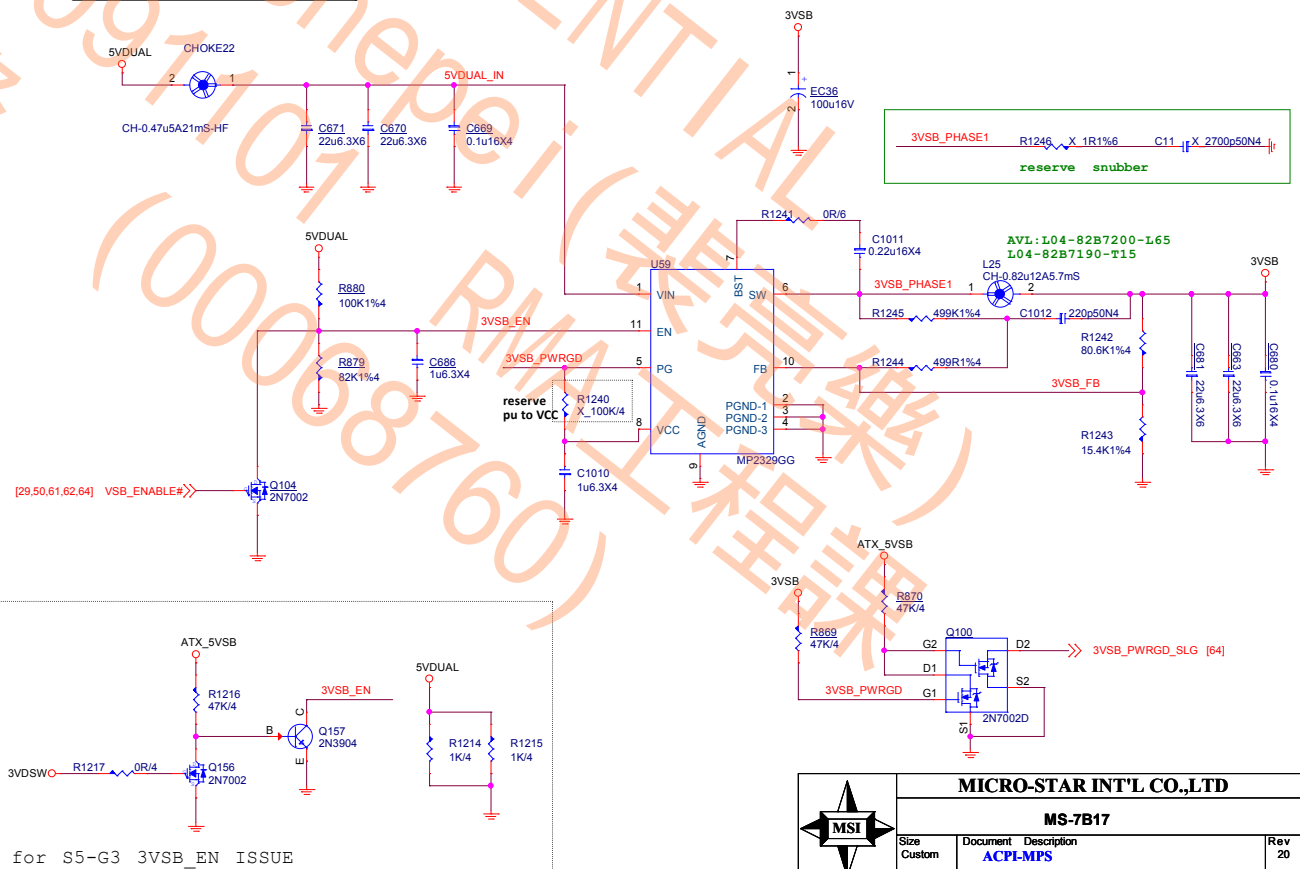 5VDUAL
CHOKE22
2
1
CH-0.47u5A21mS-HF
5VDUAL_IN
C671
22u6.3X6
C670
22u6.3X6
C669
0.1u16X4
3VSB
1
+
EC36
100u16V
2
3VSB_PHASE1
R1246
X_1R1%6
C11
X_2700p50N4
reserve snubber
5VDUAL
R880
100K1%4
R879
82K1%4
3VSB_EN
C686
1u6.3X4
3VSB_PWRGD
reserve
pu to VCC
R1240
X_100K/4
C1010
1u6.3X4
[29,50,61,62,64] VSB_ENABLE#
Q104
2N7002
U59
1
VIN
11
EN
5
PG
8
VCC
AGND
9
7
BST
SW
6
FB
10
PGND-1
2
PGND-2
3
PGND-3
4
MP2329GG
R1241
0R/6
C1011
0.22u16X4
3VSB_PHASE1
AVL:L04-82B7200-L65
L04-82B7190-T15
L25
CH-0.82u12A5.7mS
1
2
3VSB
R1245
499K1%4
C1012
220p50N4
R1244
499R1%4
R1242
80.6K1%4
3VSB_FB
R1243
15.4K1%4
C681
22u6.3X6
C663
22u6.3X6
C680
0.1u16X4
ATX_5VSB
R870
47K/4
3VSB
R869
47K/4
3VSB_PWRGD
Q100
G2
D1
G1
D2
S2
S1
2N7002D
3VSB_PWRGD_SLG [64]
ATX_5VSB
R1216
47K/4
3VSB_EN
B
C
E
Q157
2N3904
3VDSW
R1217
0R/4
Q156
2N7002
5VDUAL
R1214
1K/4
R1215
1K/4
for S5-G3 3VSB_EN ISSUE
MSI
MICRO-STAR INT'L CO.,LTD
MS-7B17
Size
Custom
Document Description
ACPI-MPS
Rev
20
(00068760)
RMA工程課